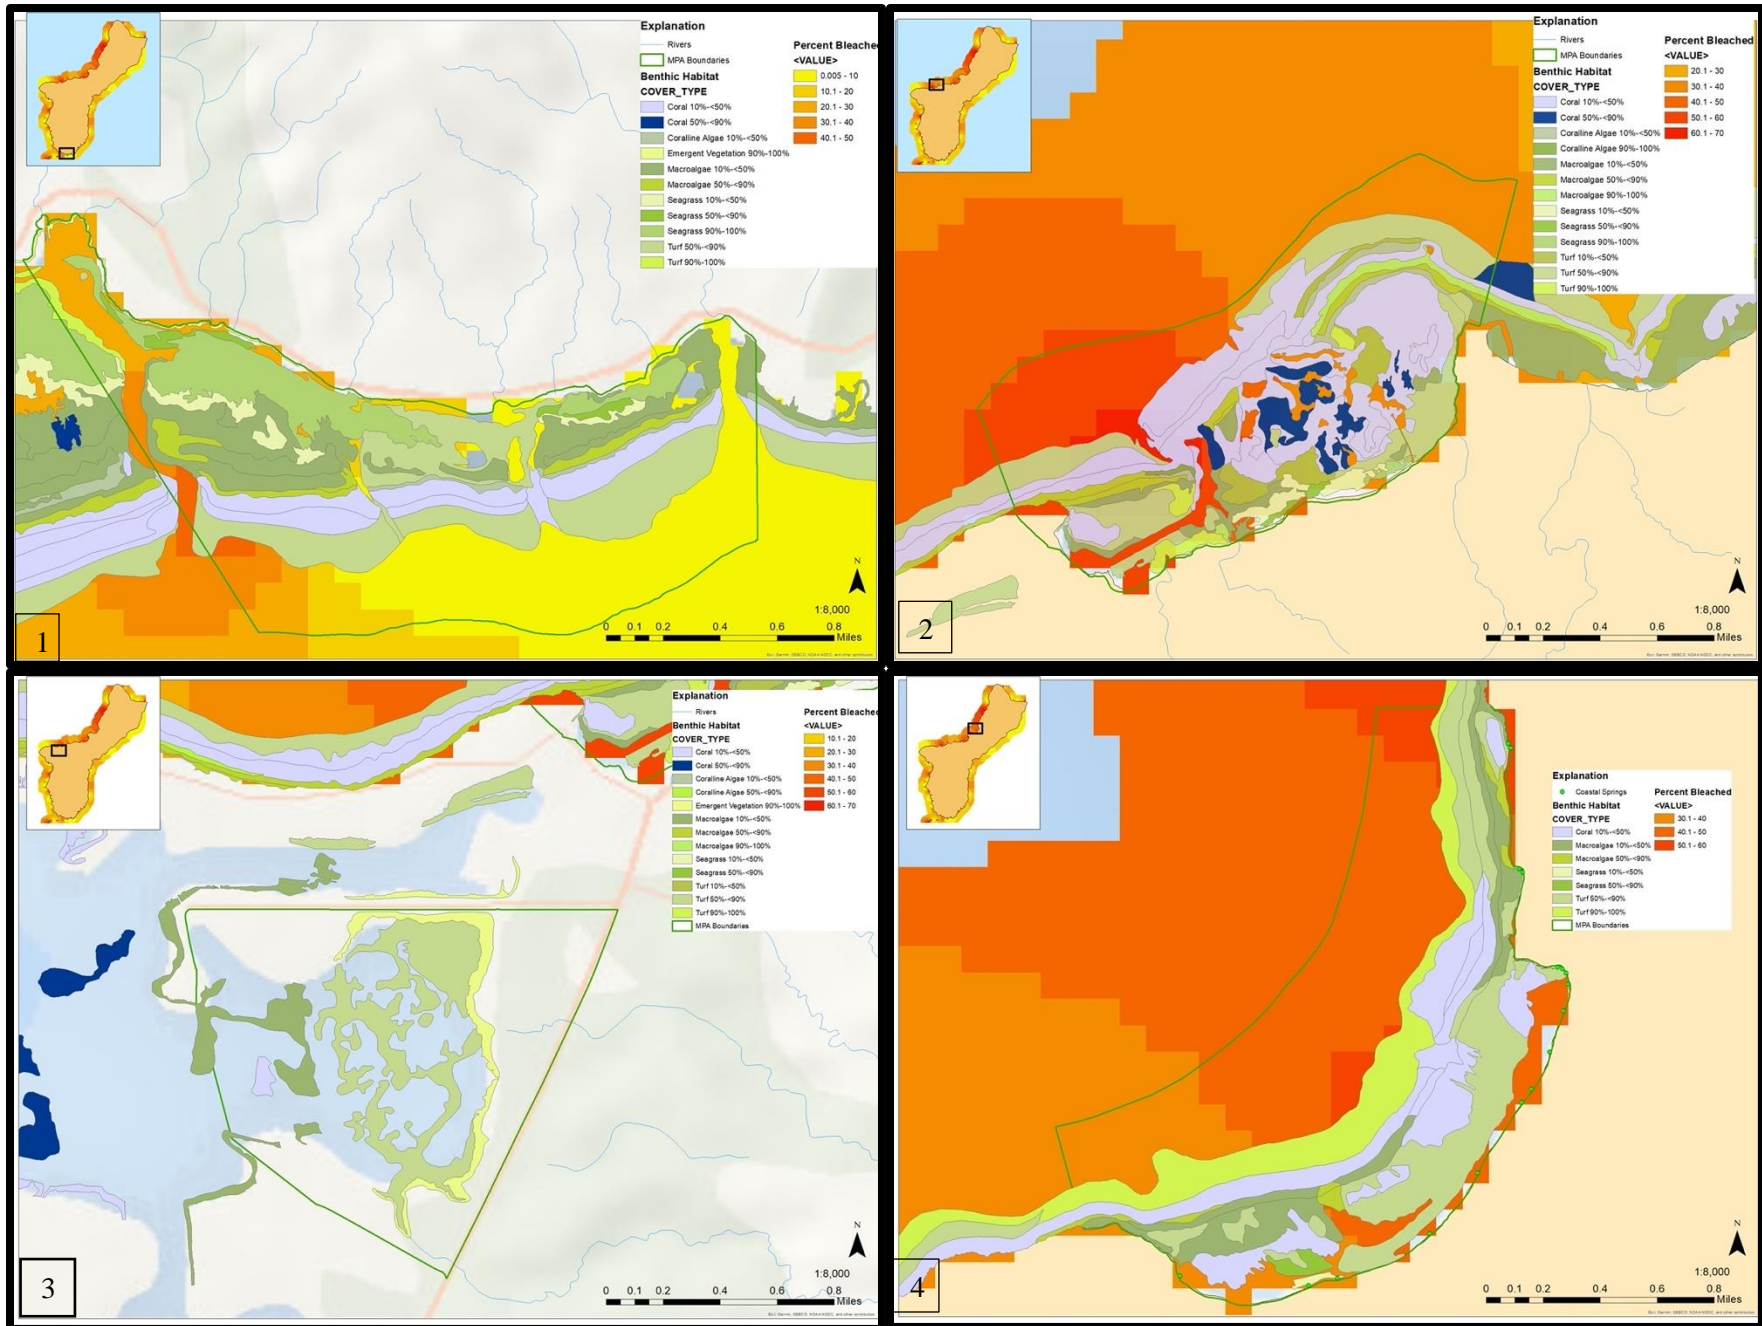 Explanation
Rivers
MPA Boundaries
Benthic Habitat
COVER_TYPE
Coral 10%-<50%
Coral 50%-<90%
Coralline Algae 10%-<50%
Emergent Vegetation 90%-100%
Macroalgae 10%-<50%
Macroalgae 50%-<90%
Seagrass 10%-<50%
Seagrass 50%-<90%
Seagrass 90%-100%
Turf 50%-<90%
Turf 90%-100%
Percent Bleached
<VALUE>
0.005 - 10
10.1 - 20
20.1 - 30
30.1 - 40
40.1 - 50
N
1:8,000
0 0.1 0.2 0.4 0.6 0.8
Miles
1
Explanation
Rivers
MPA Boundaries
Benthic Habitat
COVER_TYPE
Coral 10%-<50%
Coral 50%-<90%
Coralline Algae 10%-<50%
Coralline Algae 90%-100%
Macroalgae 10%-<50%
Macroalgae 50%-<90%
Macroalgae 90%-100%
Seagrass 10%-<50%
Seagrass 50%-<90%
Seagrass 90%-100%
Turf 10%-<50%
Turf 50%-<90%
Turf 90%-100%
Percent Bleached
<VALUE>
20.1 - 30
30.1 - 40
40.1 - 50
50.1 - 60
60.1 - 70
N
1:8,000
0 0.1 0.2 0.4 0.6 0.8
Miles
2
Explanation
Rivers
Benthic Habitat
COVER_TYPE
Coral 10%-<50%
Coral 50%-<90%
Coralline Algae 10%-<50%
Coralline Algae 50%-<90%
Emergent Vegetation 90%-100%
Macroalgae 10%-<50%
Macroalgae 50%-<90%
Macroalgae 90%-100%
Seagrass 10%-<50%
Seagrass 50%-<90%
Turf 10%-<50%
Turf 50%-<90%
Turf 90%-100%
MPA Boundaries
Percent Bleached
<VALUE>
10.1 - 20
20.1 - 30
30.1 - 40
40.1 - 50
50.1 - 60
60.1 - 70
N
1:8,000
0 0.1 0.2 0.4 0.6 0.8
Miles
3
Explanation
Coastal Springs
Benthic Habitat
COVER_TYPE
Coral 10%-<50%
Macroalgae 10%-<50%
Macroalgae 50%-<90%
Seagrass 10%-<50%
Seagrass 50%-<90%
Turf 50%-<90%
Turf 90%-100%
MPA Boundaries
Percent Bleached
<VALUE>
30.1 - 40
40.1 - 50
50.1 - 60
N
1:8,000
0 0.1 0.2 0.4 0.6 0.8
Miles
4